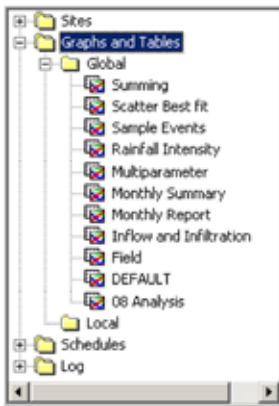 Sites
Graphs and Tables
Global
Summing
Scatter Best fit
Sample Events
Rainfall Intensity
Multiparameter
Monthly Summary
Monthly Report
Inflow and Infiltration
Field
DEFAULT
08 Analysis
Local
Schedules
Log